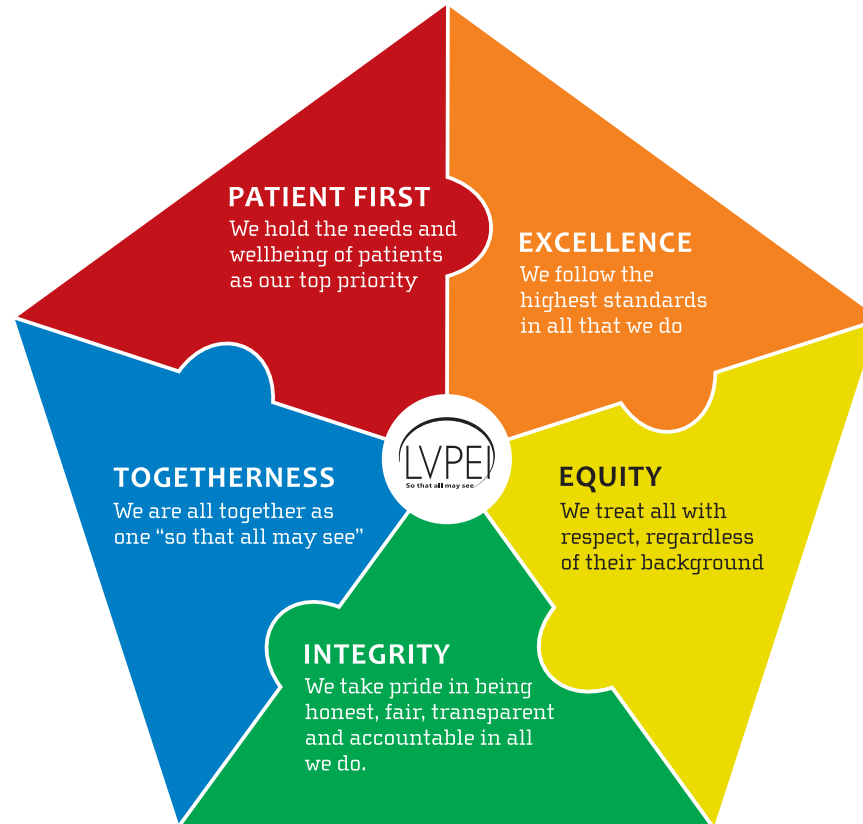 PATIENT FIRST
We hold the needs and
wellbeing of patients
as our top priority
EXCELLENCE
We follow the
highest standards
in all that we do
TOGETHERNESS
We are all together as
one “so that all may see”
LVPEI
So that all may see
EQUITY
We treat all with
respect, regardless
of their background
INTEGRITY
We take pride in being
honest, fair, transparent
and accountable in all
we do.